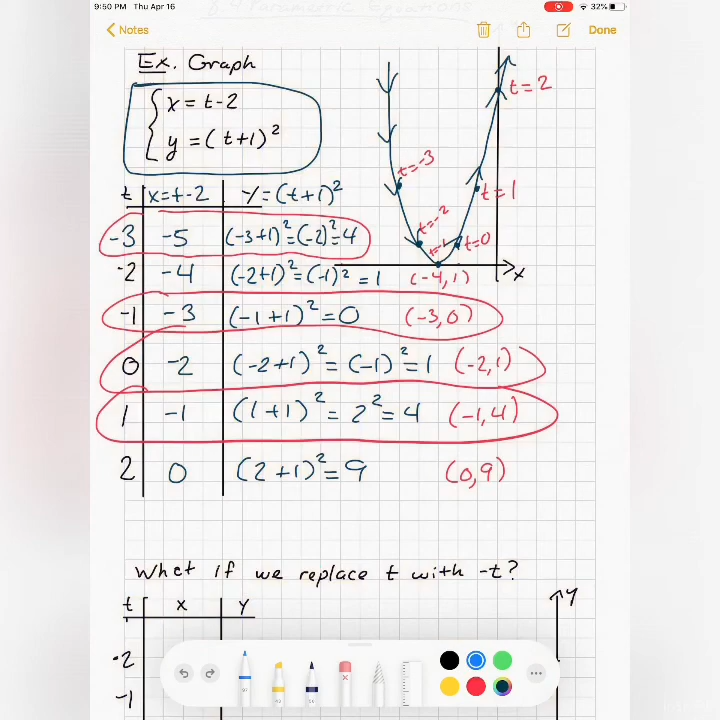 9:50 PM Thu Apr 16
32%
Notes
Done
Ex. Graph
x = t-2
y = (t+1)²
t x=t-2 y=(t+1)²
-3 -5 (-3+1)²=(-2)²=4
-2 -4 (-2+1)²=(-1)²=1 (-4,1)
-1 -3 (-1+1)²=0 (-3,0)
0 -2 (-2+1)²=(-1)²=1 (-2,1)
1 -1 (1+1)²=2²=4 (-1,4)
2 0 (2+1)²=9 (0,9)
t=2
t=-3
t=1
t=-2
t=-1
t=0
x
What if we replace t with -t?
t x y
y
-2
-1